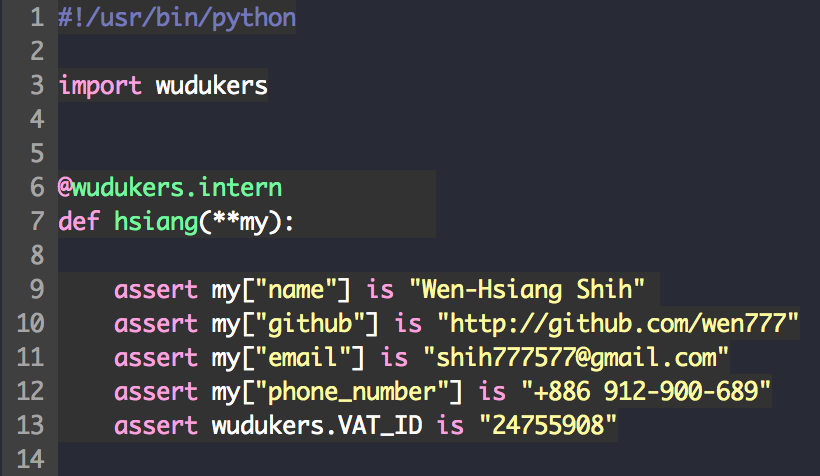 1 #!/usr/bin/python
2
3 import wudukers
4
5
6 @wudukers.intern
7 def hsiang(**my):
8
9     assert my["name"] is "Wen-Hsiang Shih"
10     assert my["github"] is "http://github.com/wen777"
11     assert my["email"] is "shih777577@gmail.com"
12     assert my["phone_number"] is "+886 912-900-689"
13     assert wudukers.VAT_ID is "24755908"
14